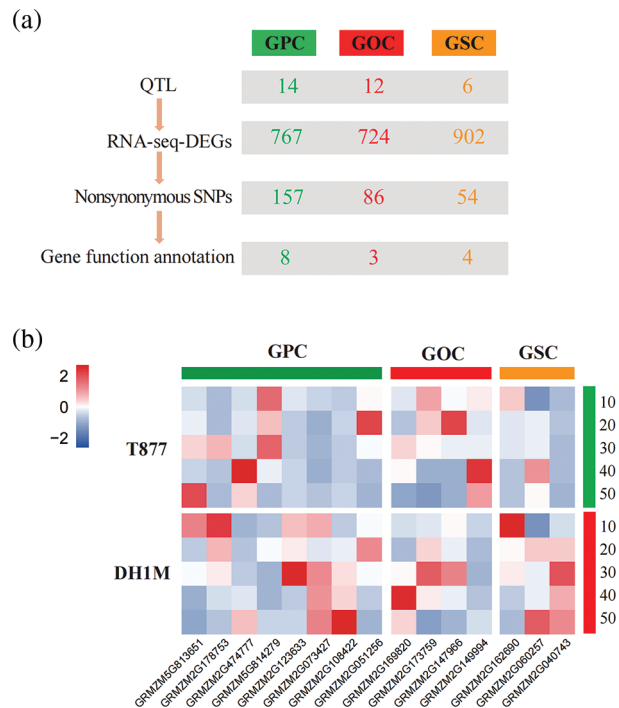 (a)
GPC GOC GSC
QTL 14 12 6
RNA-seq-DEGs 767 724 902
Nonsynonymous SNPs 157 86 54
Gene function annotation 8 3 4
(b)
GPC GOC GSC
2
0
−2
T877
10
20
30
40
50
DH1M
10
20
30
40
50
GRMZM5G813651
GRMZM2G178753
GRMZM2G474777
GRMZM5G814279
GRMZM2G123633
GRMZM2G073427
GRMZM2G108422
GRMZM2G051256
GRMZM2G169820
GRMZM2G173759
GRMZM2G147966
GRMZM2G149994
GRMZM2G162690
GRMZM2G060257
GRMZM2G040743